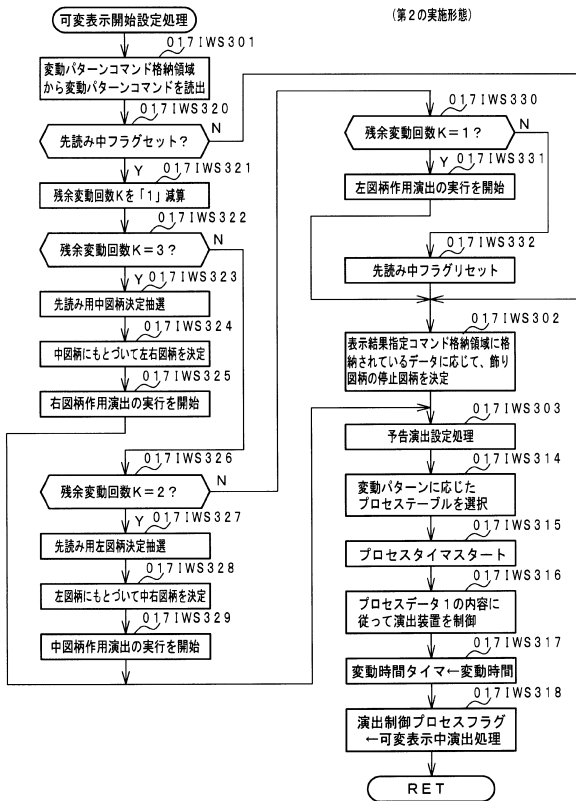 可変表示開始設定処理
017IWS301
変動パターンコマンド格納領域
から変動パターンコマンドを読出
017IWS320
先読み中フラグセット？
N
Y
017IWS321
残余変動回数Kを「1」減算
017IWS322
残余変動回数K＝3？
N
Y
017IWS323
先読み用中図柄決定抽選
017IWS324
中図柄にもとづいて左右図柄を決定
017IWS325
右図柄作用演出の実行を開始
017IWS326
残余変動回数K＝2？
N
Y
017IWS327
先読み用左図柄決定抽選
017IWS328
左図柄にもとづいて中右図柄を決定
017IWS329
中図柄作用演出の実行を開始
（第2の実施形態）
017IWS330
残余変動回数K＝1？
N
Y
017IWS331
左図柄作用演出の実行を開始
017IWS332
先読み中フラグリセット
017IWS302
表示結果指定コマンド格納領域に格
納されているデータに応じて、飾り
図柄の停止図柄を決定
017IWS303
予告演出設定処理
017IWS314
変動パターンに応じた
プロセステーブルを選択
017IWS315
プロセスタイマスタート
017IWS316
プロセスデータ1の内容に
従って演出装置を制御
017IWS317
変動時間タイマ←変動時間
017IWS318
演出制御プロセスフラグ
←可変表示中演出処理
RET